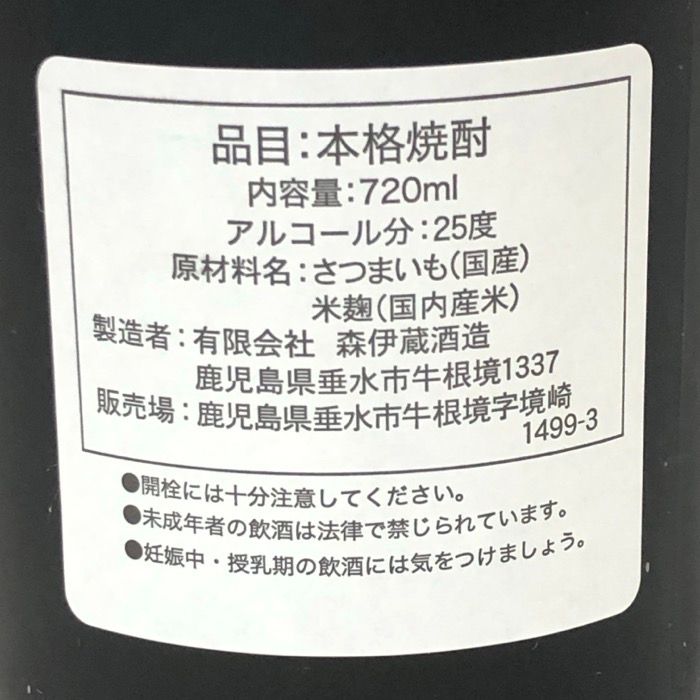 品目：本格焼酎
内容量：720ml
アルコール分：25度
原材料名：さつまいも（国産）
米麹（国内産米）
製造者：有限会社　森伊蔵酒造
鹿児島県垂水市牛根境1337
販売場：鹿児島県垂水市牛根境字境崎
1499-3
●開栓には十分注意してください。
●未成年者の飲酒は法律で禁じられています。
●妊娠中・授乳期の飲酒には気をつけましょう。